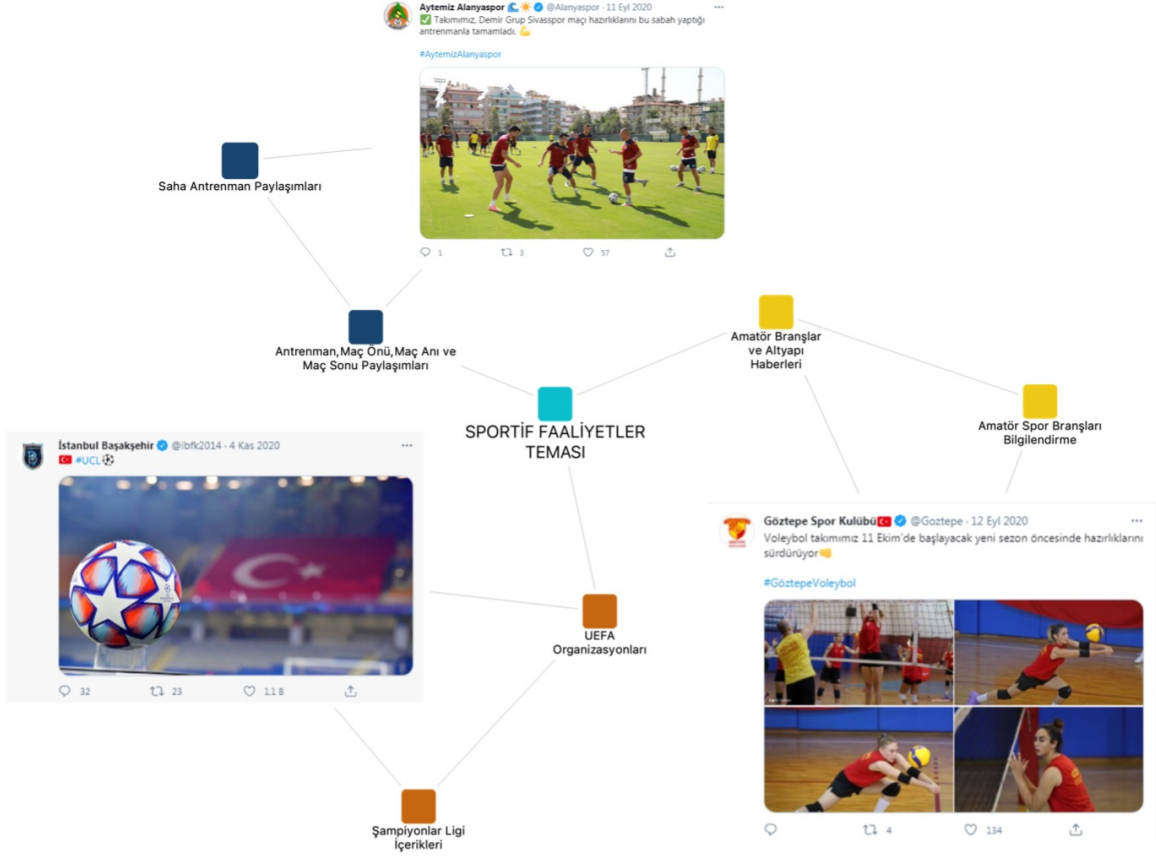 Aytemiz Alanyaspor @Alanyaspor · 11 Eyl 2020
Takımımız, Demir Grup Sivasspor maçı hazırlıklarını bu sabah yaptığı
antrenmanla tamamladı.
#AytemizAlanyaspor
1 3 57
Saha Antrenman Paylaşımları
Antrenman,Maç Önü,Maç Anı ve
Maç Sonu Paylaşımları
Amatör Branşlar
ve Altyapı
Haberleri
Amatör Spor Branşları
Bilgilendirme
SPORTİF FAALİYETLER
TEMASI
İstanbul Başakşehir @ibfk2014 · 4 Kas 2020
#UCL
32 23 1,1 B
Göztepe Spor Kulübü @Goztepe · 12 Eyl 2020
Voleybol takımımız 11 Ekim'de başlayacak yeni sezon öncesinde hazırlıklarını
sürdürüyor
#GöztepeVoleybol
4 134
UEFA
Organizasyonları
Şampiyonlar Ligi
İçerikleri